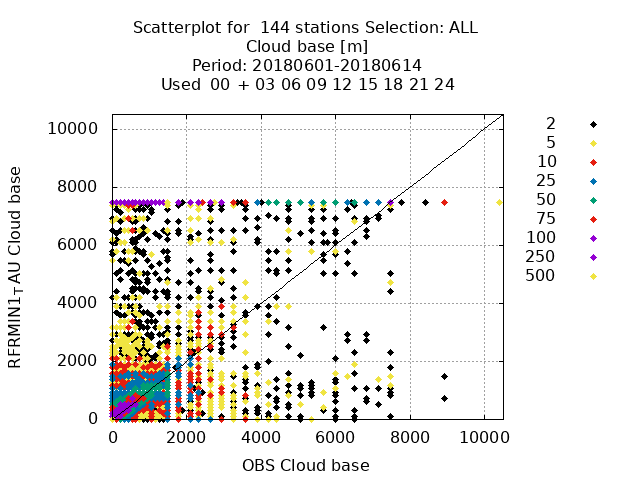 Scatterplot for  144 stations Selection: ALL
Cloud base [m]
Period: 20180601-20180614
Used  00  + 03 06 09 12 15 18 21 24
RFRMIN1_T AU Cloud base
10000
8000
6000
4000
2000
0
0 2000 4000 6000 8000 10000
OBS Cloud base
2
5
10
25
50
75
100
250
500